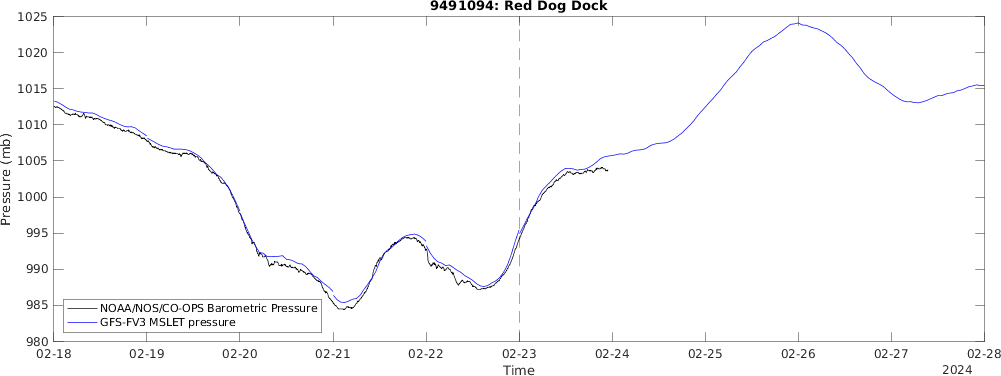 9491094: Red Dog Dock
1025
1020
1015
1010
1005
1000
995
990
985
980
Pressure (mb)
NOAA/NOS/CO-OPS Barometric Pressure
GFS-FV3 MSLET pressure
02-18 02-19 02-20 02-21 02-22 02-23 02-24 02-25 02-26 02-27 02-28
Time
2024